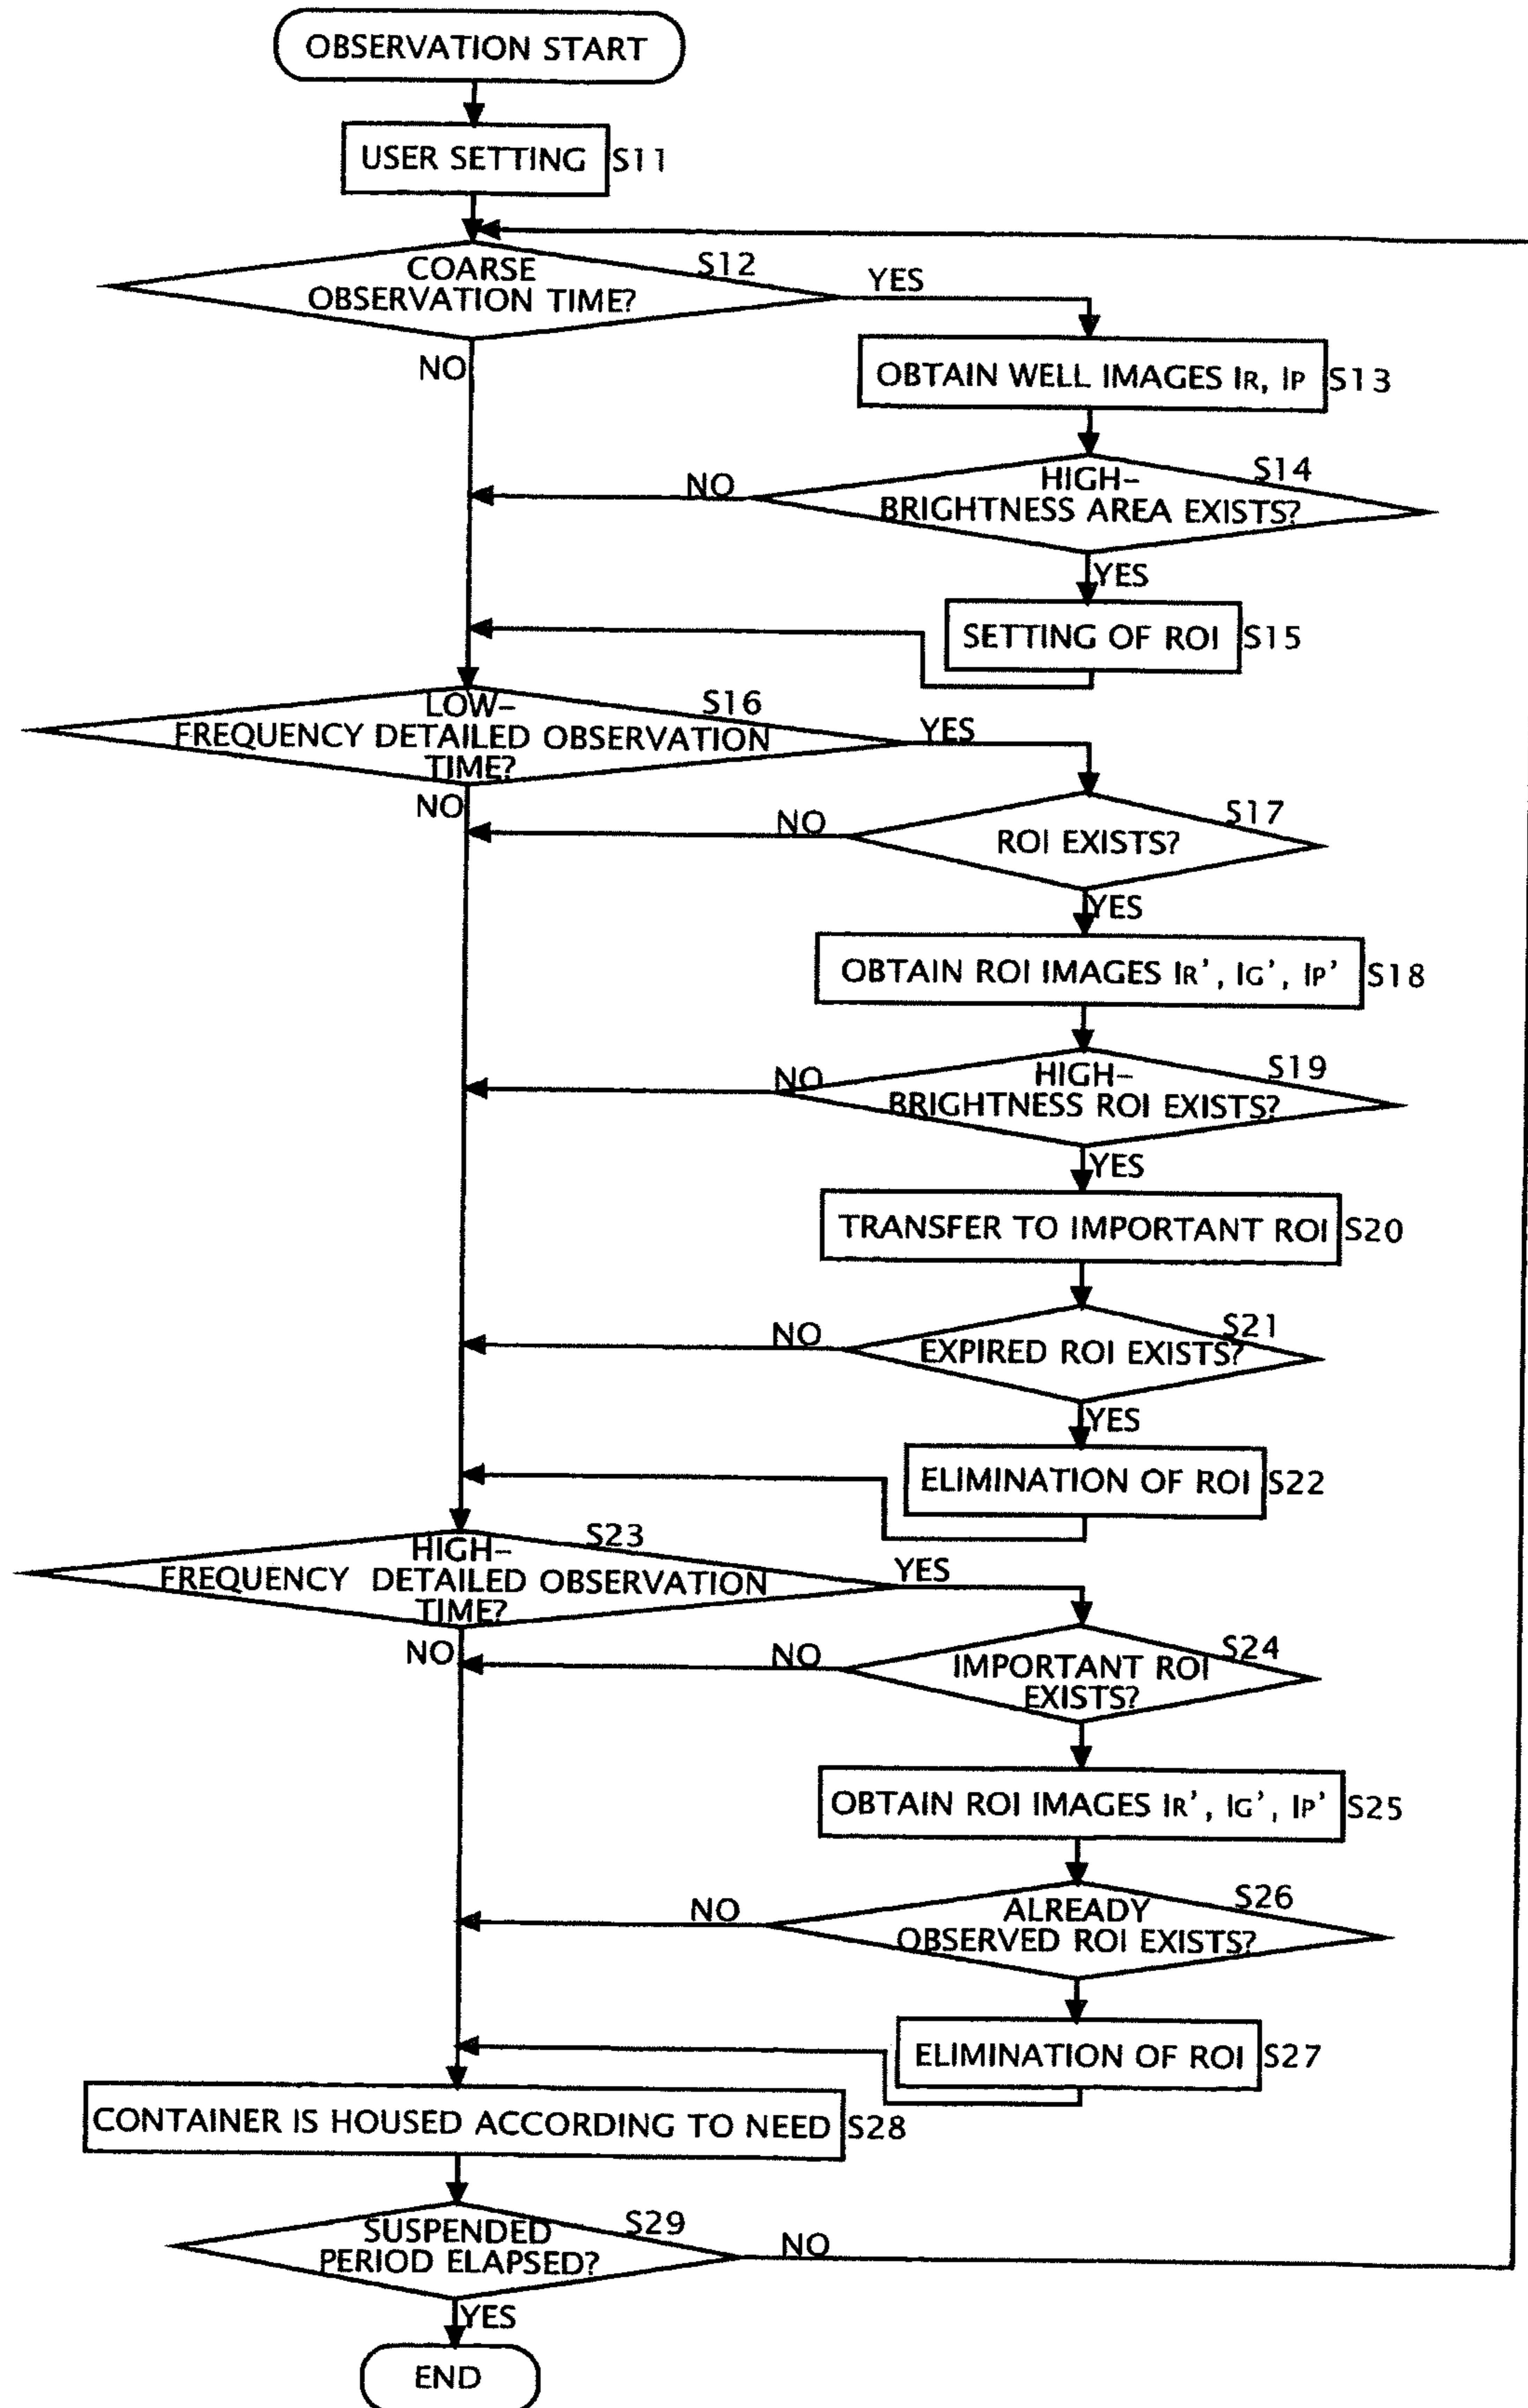 OBSERVATION START
USER SETTING S11
COARSE
OBSERVATION TIME?
S12
YES
NO
OBTAIN WELL IMAGES IR, IP S13
HIGH-
BRIGHTNESS AREA EXISTS?
S14
NO
YES
SETTING OF ROI S15
LOW-
FREQUENCY DETAILED OBSERVATION
TIME?
S16
YES
NO
ROI EXISTS?
S17
NO
YES
OBTAIN ROI IMAGES IR', IG', IP' S18
HIGH-
BRIGHTNESS ROI EXISTS?
S19
NO
YES
TRANSFER TO IMPORTANT ROI S20
EXPIRED ROI EXISTS?
S21
NO
YES
ELIMINATION OF ROI S22
HIGH-
FREQUENCY DETAILED OBSERVATION
TIME?
S23
YES
NO
IMPORTANT ROI
EXISTS?
S24
NO
OBTAIN ROI IMAGES IR', IG', IP' S25
ALREADY
OBSERVED ROI EXISTS?
S26
NO
ELIMINATION OF ROI S27
CONTAINER IS HOUSED ACCORDING TO NEED S28
SUSPENDED
PERIOD ELAPSED?
S29
NO
YES
END